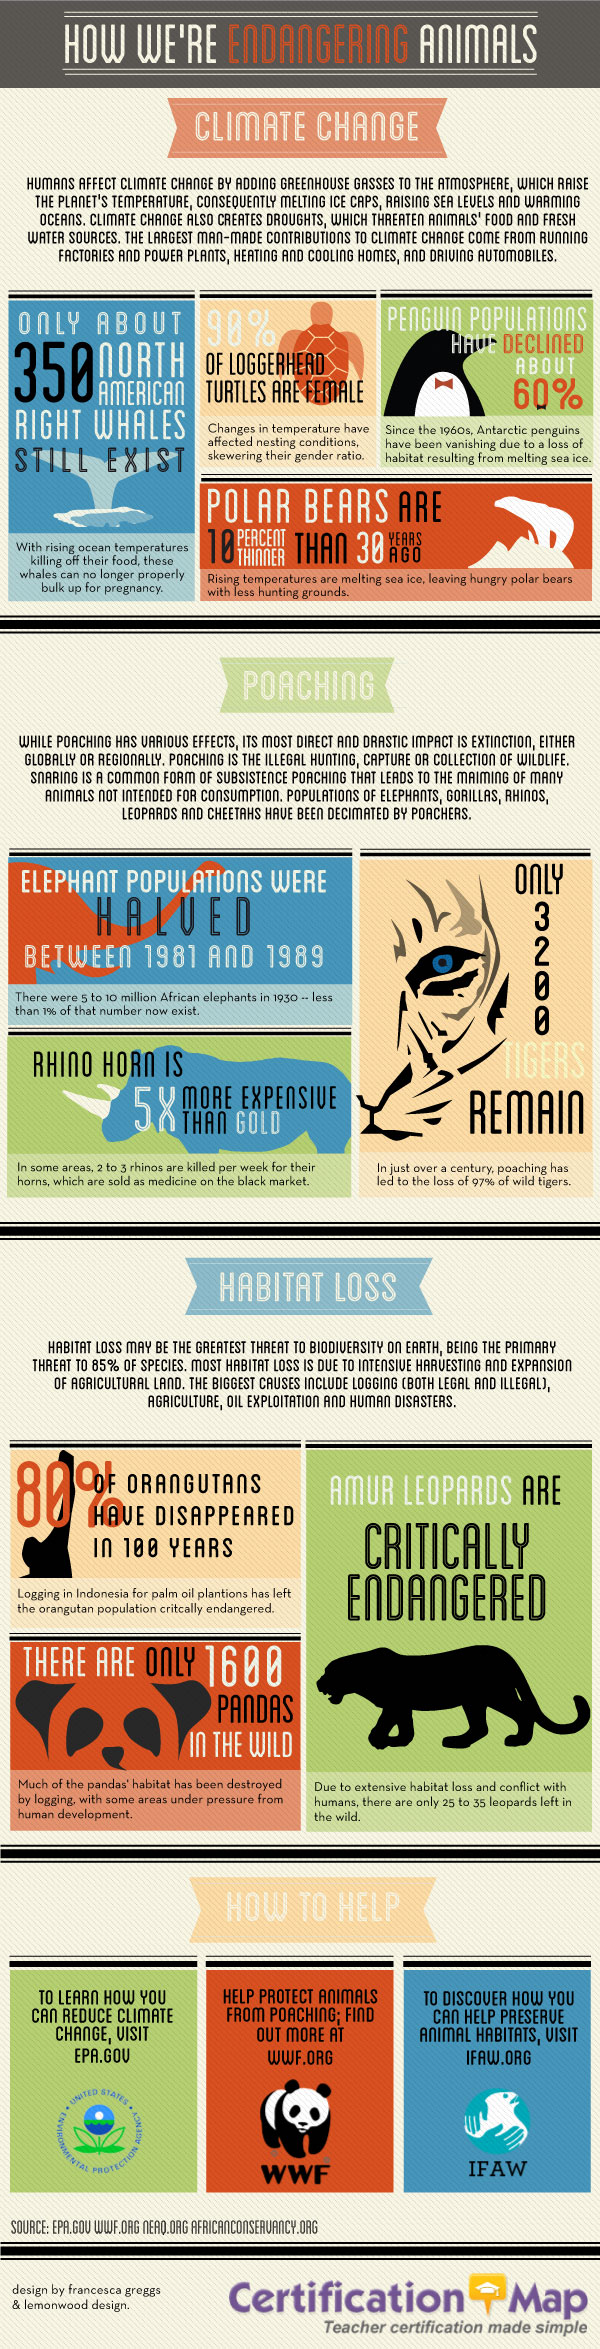 HOW WE'RE ENDANGERING ANIMALS
CLIMATE CHANGE
HUMANS AFFECT CLIMATE CHANGE BY ADDING GREENHOUSE GASSES TO THE ATMOSPHERE, WHICH RAISE
THE PLANET'S TEMPERATURE, CONSEQUENTLY MELTING ICE CAPS, RAISING SEA LEVELS AND WARMING
OCEANS. CLIMATE CHANGE ALSO CREATES DROUGHTS, WHICH THREATEN ANIMALS' FOOD AND FRESH
WATER SOURCES. THE LARGEST MAN-MADE CONTRIBUTIONS TO CLIMATE CHANGE COME FROM RUNNING
FACTORIES AND POWER PLANTS, HEATING AND COOLING HOMES, AND DRIVING AUTOMOBILES.
ONLY ABOUT
350 NORTH
AMERICAN
RIGHT WHALES
STILL EXIST
With rising ocean temperatures
killing off their food, these
whales can no longer properly
bulk up for pregnancy.
90%
OF LOGGERHERD
TURTLES ARE FEMALE
Changes in temperature have
affected nesting conditions,
skewering their gender ratio.
PENGUIN POPULATIONS
HAVE DECLINED
ABOUT
60%
Since the 1960s, Antarctic penguins
have been vanishing due to a loss of
habitat resulting from melting sea ice.
POLAR BEARS ARE
10 PERCENT THINNER THAN 30 YEARS AGO
Rising temperatures are melting sea ice, leaving hungry polar bears
with less hunting grounds.
POACHING
WHILE POACHING HAS VARIOUS EFFECTS, ITS MOST DIRECT AND DRASTIC IMPACT IS EXTINCTION, EITHER
GLOBALLY OR REGIONALLY. POACHING IS THE ILLEGAL HUNTING, CAPTURE OR COLLECTION OF WILDLIFE.
SNARING IS A COMMON FORM OF SUBSISTENCE POACHING THAT LEADS TO THE MAIMING OF MANY
ANIMALS NOT INTENDED FOR CONSUMPTION. POPULATIONS OF ELEPHANTS, GORILLAS, RHINOS,
LEOPARDS AND CHEETAHS HAVE BEEN DECIMATED BY POACHERS.
ELEPHANT POPULATIONS WERE
HALVED
BETWEEN 1981 AND 1989
There were 5 to 10 million African elephants in 1930 -- less
than 1% of that number now exist.
RHINO HORN IS
5X MORE EXPENSIVE
THAN GOLD
In some areas, 2 to 3 rhinos are killed per week for their
horns, which are sold as medicine on the black market.
ONLY
3
2
0
0
TIGERS
REMAIN
In just over a century, poaching has
led to the loss of 97% of wild tigers.
HABITAT LOSS
HABITAT LOSS MAY BE THE GREATEST THREAT TO BIODIVERSITY ON EARTH, BEING THE PRIMARY
THREAT TO 85% OF SPECIES. MOST HABITAT LOSS IS DUE TO INTENSIVE HARVESTING AND EXPANSION
OF AGRICULTURAL LAND. THE BIGGEST CAUSES INCLUDE LOGGING (BOTH LEGAL AND ILLEGAL),
AGRICULTURE, OIL EXPLOITATION AND HUMAN DISASTERS.
80% OF ORANGUTANS
HAVE DISAPPEARED
IN 100 YEARS
Logging in Indonesia for palm oil plantions has left
the orangutan population critcally endangered.
THERE ARE ONLY 1600
PANDAS
IN THE WILD
Much of the pandas' habitat has been destroyed
by logging, with some areas under pressure from
human development.
AMUR LEOPARDS ARE
CRITICALLY
ENDANGERED
Due to extensive habitat loss and conflict with
humans, there are only 25 to 35 leopards left in
the wild.
HOW TO HELP
TO LEARN HOW YOU
CAN REDUCE CLIMATE
CHANGE, VISIT
EPA.GOV
UNITED STATES
ENVIRONMENTAL PROTECTION AGENCY
HELP PROTECT ANIMALS
FROM POACHING; FIND
OUT MORE AT
WWF.ORG
WWF
TO DISCOVER HOW YOU
CAN HELP PRESERVE
ANIMAL HABITATS, VISIT
IFAW.ORG
IFAW
SOURCE: EPA.GOV WWF.ORG NEAQ.ORG AFRICANCONSERVANCY.ORG
design by francesca greggs
& lemonwood design.
Certification Map
Teacher certification made simple